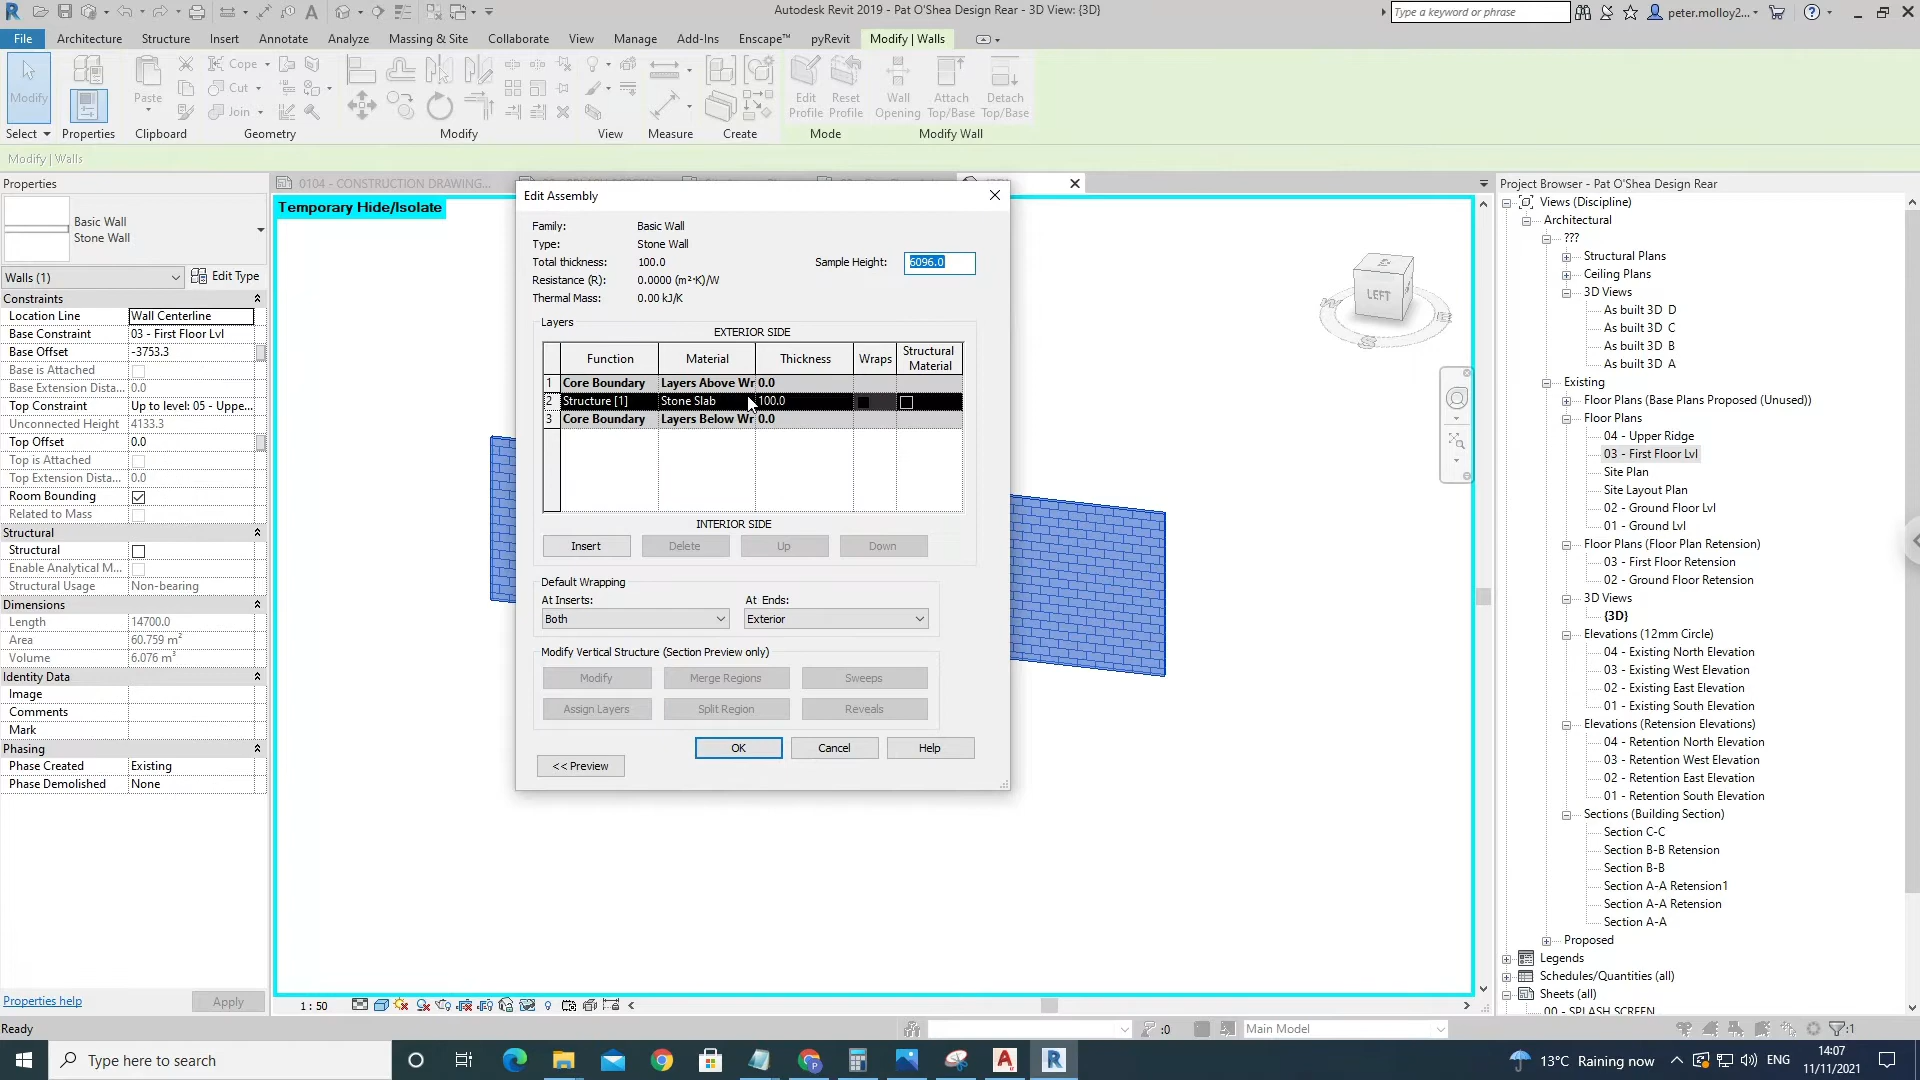 Autodesk Revit 2019 - Pat O'Shea Design Rear - 3D View: {3D}
Type a keyword or phrase
peter.molloy2...
File Architecture Structure Insert Annotate Analyze Massing & Site Collaborate View Manage Add-Ins Enscape™ pyRevit Modify | Walls
Modify
Paste
Cope
Cut
Join
Edit Profile
Reset Profile
Wall Opening
Attach Top/Base
Detach Top/Base
Select Properties Clipboard Geometry Modify View Measure Create Mode Modify Wall
Modify | Walls
Properties
Basic Wall
Stone Wall
Walls (1) Edit Type
Constraints
Location Line Wall Centerline
Base Constraint 03 - First Floor Lvl
Base Offset -3753.3
Base is Attached
Base Extension Dista... 0.0
Top Constraint Up to level: 05 - Uppe...
Unconnected Height 4133.3
Top Offset 0.0
Top is Attached
Top Extension Dista... 0.0
Room Bounding
Related to Mass
Structural
Structural
Enable Analytical M...
Structural Usage Non-bearing
Dimensions
Length 14700.0
Area 60.759 m²
Volume 6.076 m³
Identity Data
Image
Comments
Mark
Phasing
Phase Created Existing
Phase Demolished None
Properties help Apply
0104 - CONSTRUCTION DRAWING...
Temporary Hide/Isolate
LEFT
Edit Assembly
Family: Basic Wall
Type: Stone Wall
Total thickness: 100.0 Sample Height: 6096.0
Resistance (R): 0.0000 (m²·K)/W
Thermal Mass: 0.00 kJ/K
Layers
EXTERIOR SIDE
Function Material Thickness Wraps Structural Material
1 Core Boundary Layers Above Wr 0.0
2 Structure [1] Stone Slab 100.0
3 Core Boundary Layers Below Wr 0.0
INTERIOR SIDE
Insert Delete Up Down
Default Wrapping
At Inserts: At Ends:
Both Exterior
Modify Vertical Structure (Section Preview only)
Modify Merge Regions Sweeps
Assign Layers Split Region Reveals
OK Cancel Help
<< Preview
1 : 50
Project Browser - Pat O'Shea Design Rear
Views (Discipline)
Architectural
???
Structural Plans
Ceiling Plans
3D Views
As built 3D D
As built 3D C
As built 3D B
As built 3D A
Existing
Floor Plans (Base Plans Proposed (Unused))
Floor Plans
04 - Upper Ridge
03 - First Floor Lvl
Site Plan
Site Layout Plan
02 - Ground Floor Lvl
01 - Ground Lvl
Floor Plans (Floor Plan Retension)
03 - First Floor Retension
02 - Ground Floor Retension
3D Views
{3D}
Elevations (12mm Circle)
04 - Existing North Elevation
03 - Existing West Elevation
02 - Existing East Elevation
01 - Existing South Elevation
Elevations (Retension Elevations)
04 - Retension North Elevation
03 - Retension West Elevation
02 - Retension East Elevation
01 - Retension South Elevation
Sections (Building Section)
Section C-C
Section B-B Retension
Section B-B
Section A-A Retension1
Section A-A Retension
Section A-A
Proposed
Legends
Schedules/Quantities (all)
Sheets (all)
00 - SPLASH SCREEN
Ready :0 Main Model :1
Type here to search
13°C Raining now ENG
14:07
11/11/2021